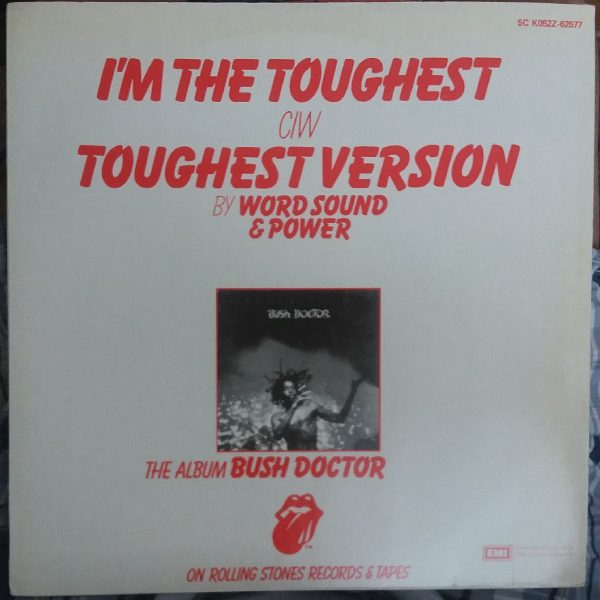 5C K052Z-62577
I'M THE TOUGHEST
C/W
TOUGHEST VERSION
BY WORD SOUND
& POWER
BUSH DOCTOR
THE ALBUM BUSH DOCTOR
TM
EMI
ON ROLLING STONES RECORDS & TAPES